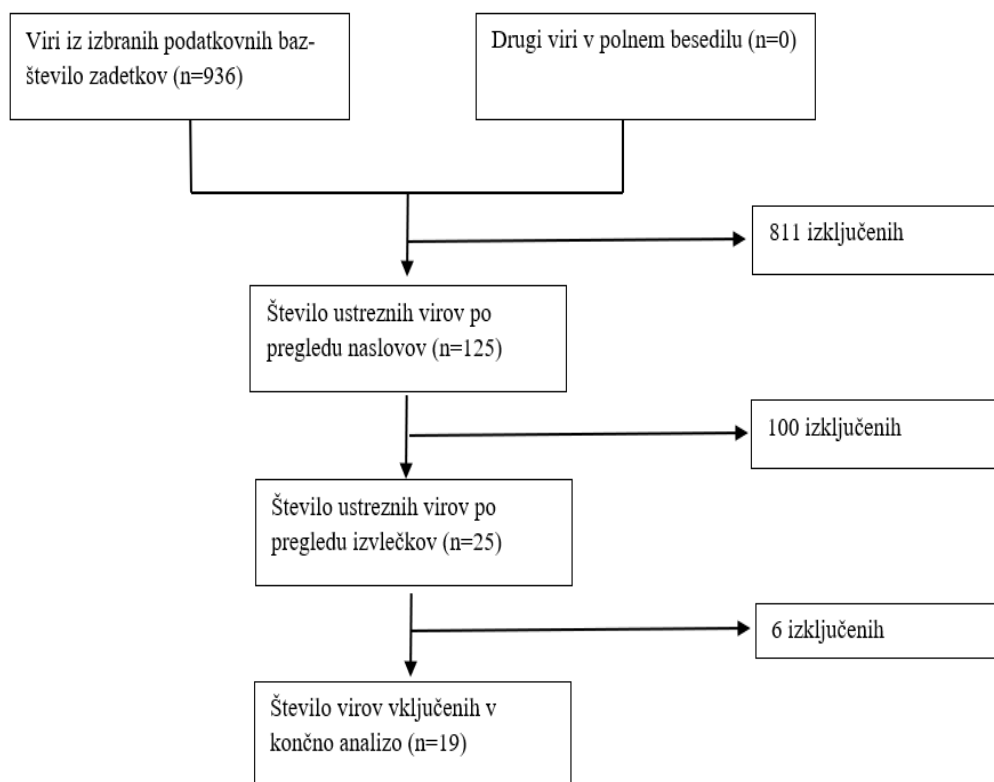 Viri iz izbranih podatkovnih baz-
število zadetkov (n=936)
Drugi viri v polnem besedilu (n=0)
811 izključenih
Število ustreznih virov po
pregledu naslovov (n=125)
100 izključenih
Število ustreznih virov po
pregledu izvlečkov (n=25)
6 izključenih
Število virov vključenih v
končno analizo (n=19)